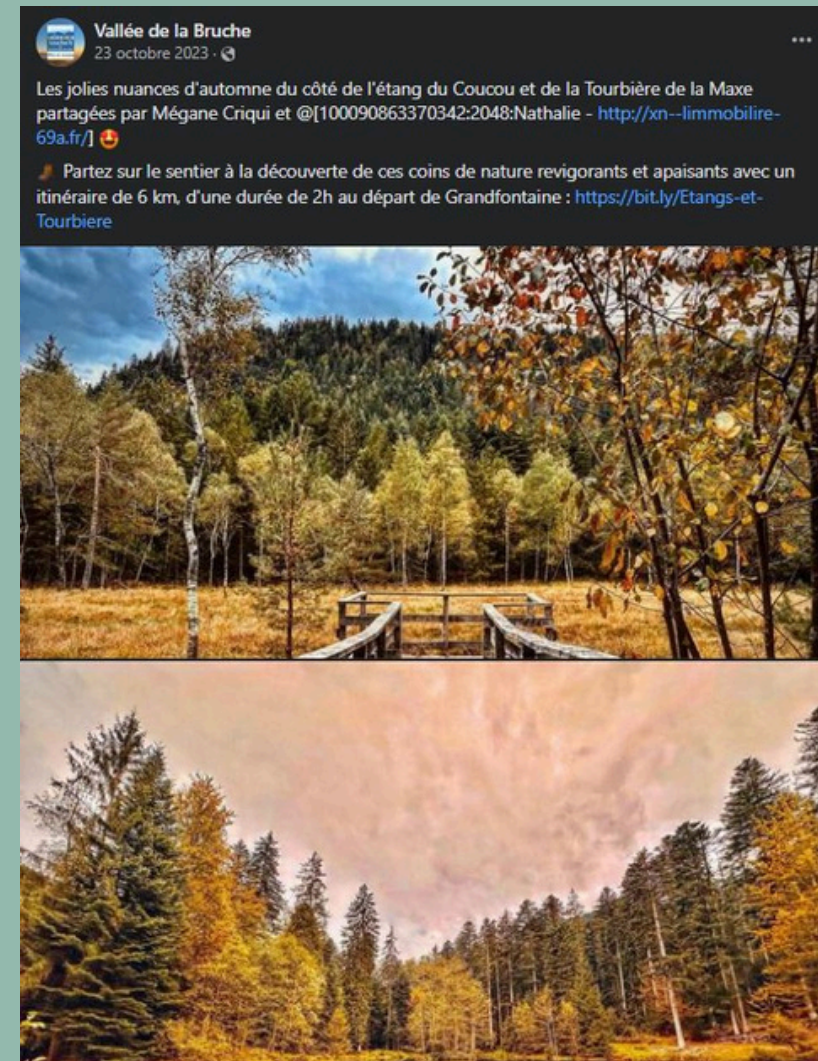 Vallée de la Bruche
23 octobre 2023 ·
Les jolies nuances d'automne du côté de l'étang du Coucou et de la Tourbière de la Maxe
partagées par Mégane Criqui et @[100090863370342:2048:Nathalie - http://xn--limmobilire-
69a.fr/] 🤩
Partez sur le sentier à la découverte de ces coins de nature revigorants et apaisants avec un
itinéraire de 6 km, d'une durée de 2h au départ de Grandfontaine : https://bit.ly/Etangs-et-
Tourbiere